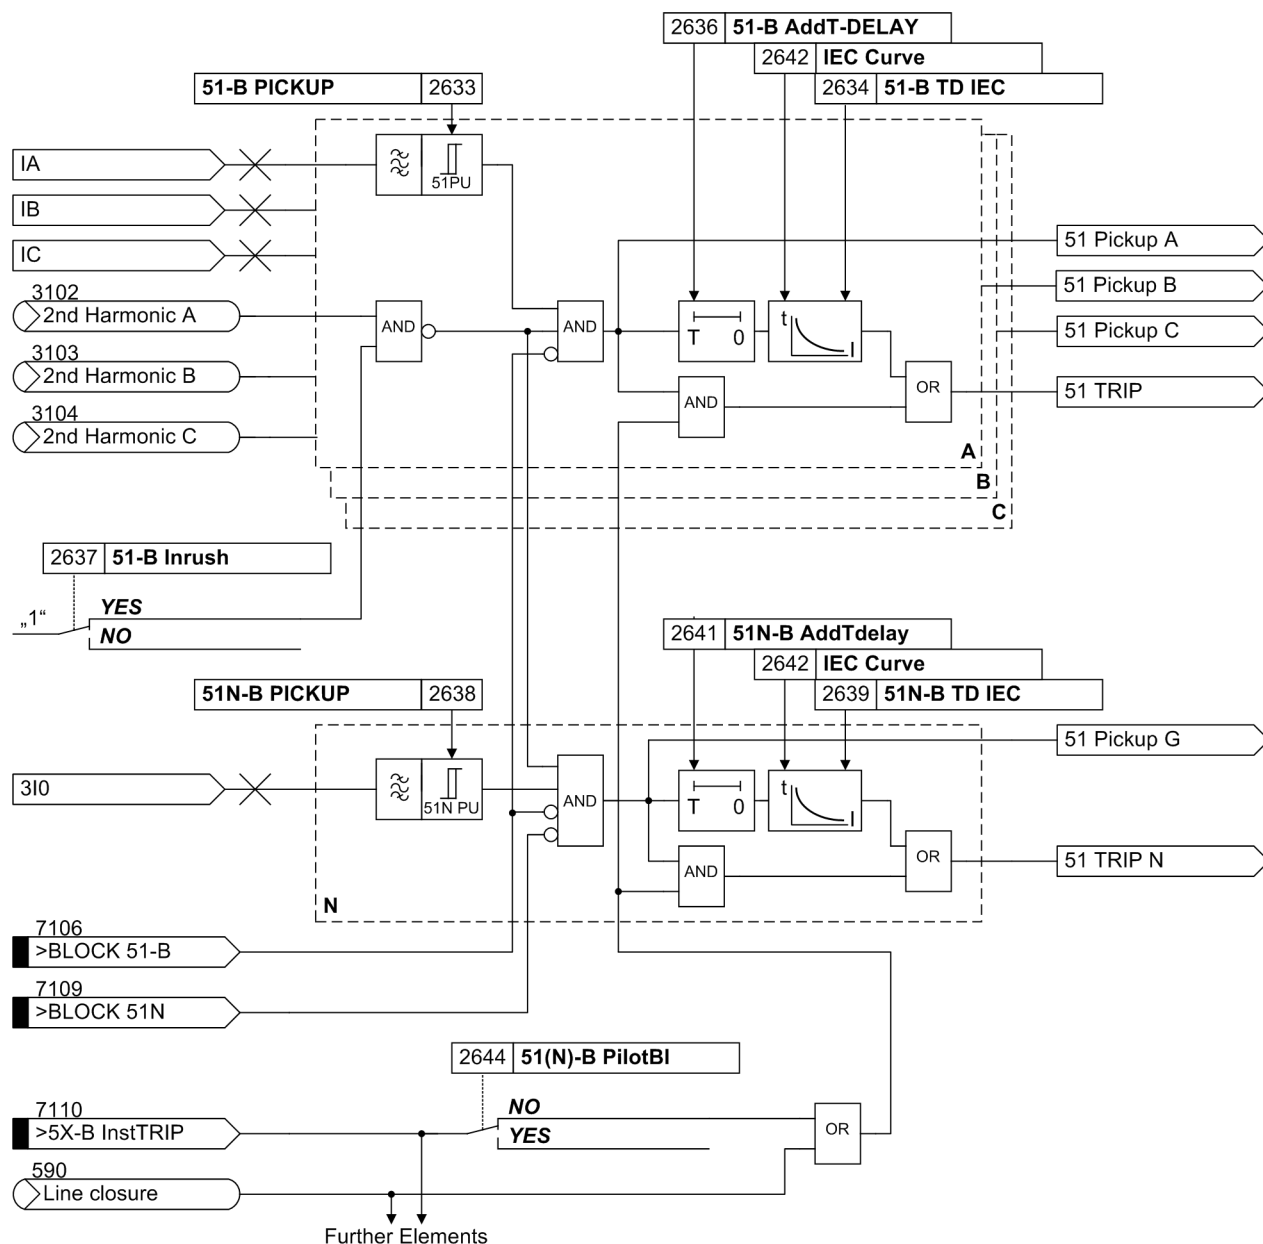 2636 51-B AddT-DELAY
2642 IEC Curve
51-B PICKUP 2633
2634 51-B TD IEC
IA
51PU
IB
IC
51 Pickup A
3102
2nd Harmonic A
51 Pickup B
AND
AND
T 0
t
I
51 Pickup C
3103
2nd Harmonic B
AND
OR
51 TRIP
3104
2nd Harmonic C
A
B
C
2637 51-B Inrush
„1“
YES
NO
2641 51N-B AddTdelay
2642 IEC Curve
51N-B PICKUP 2638
2639 51N-B TD IEC
51 Pickup G
3I0
51N PU
AND
T 0
t
I
AND
OR
51 TRIP N
N
7106
>BLOCK 51-B
7109
>BLOCK 51N
2644 51(N)-B PilotBI
7110
>5X-B InstTRIP
NO
YES
OR
590
Line closure
Further Elements